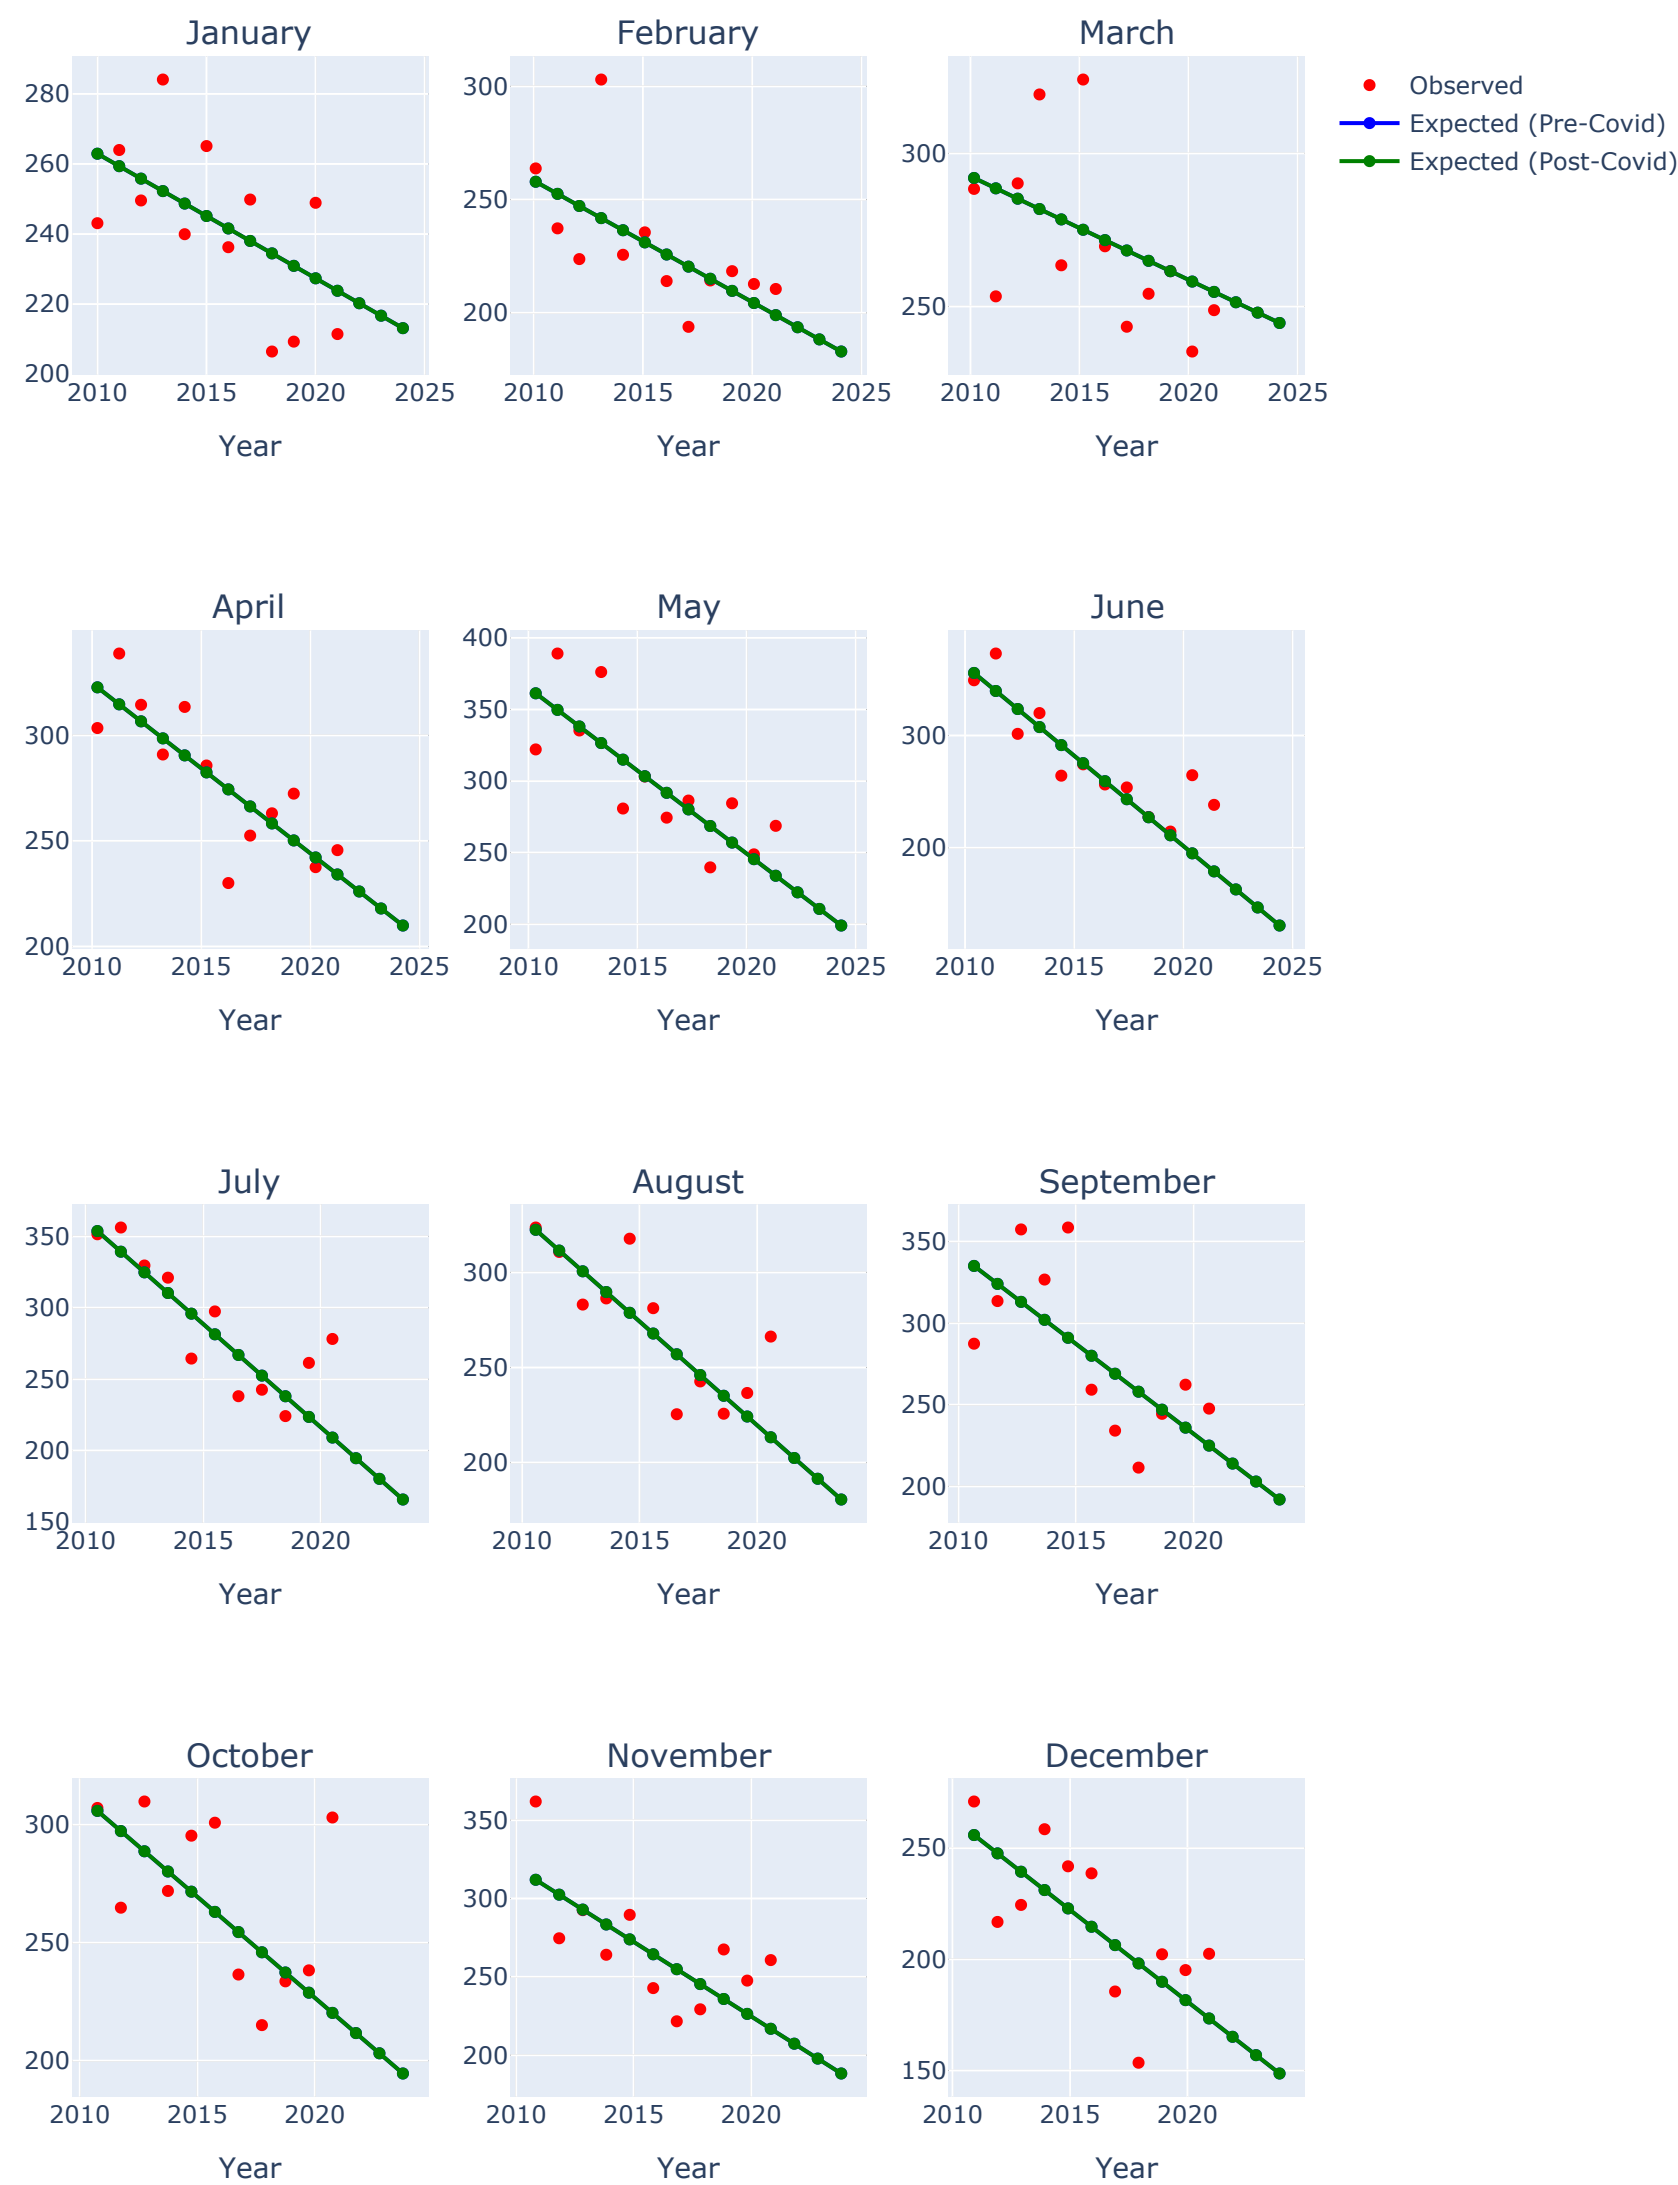 January
February
March
Observed
Expected (Pre-Covid)
Expected (Post-Covid)
280
260
240
220
200
2010 2015 2020 2025
Year
300
250
200
2010 2015 2020 2025
Year
300
250
2010 2015 2020 2025
Year
April
300
250
200
2010 2015 2020 2025
Year
May
400
350
300
250
200
2010 2015 2020 2025
Year
June
300
200
2010 2015 2020 2025
Year
July
350
300
250
200
150
2010 2015 2020
Year
August
300
250
200
2010 2015 2020
Year
September
350
300
250
200
2010 2015 2020
Year
October
300
250
200
2010 2015 2020
Year
November
350
300
250
200
2010 2015 2020
Year
December
250
200
150
2010 2015 2020
Year